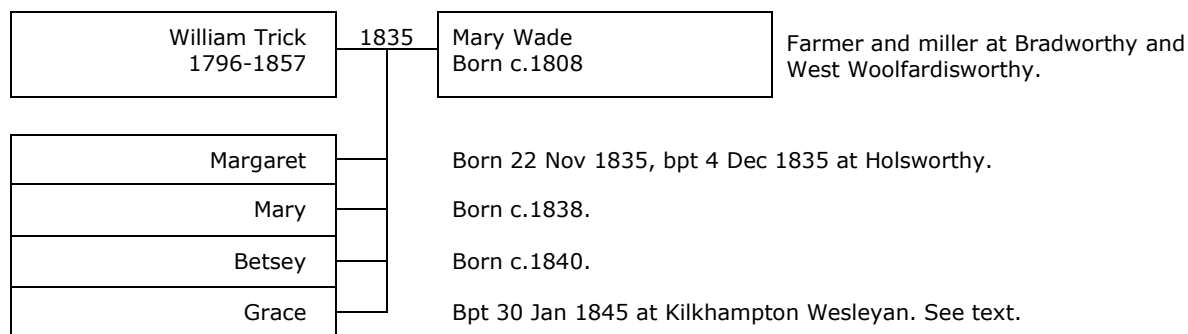 William Trick
1796-1857
1835
Mary Wade
Born c.1808
Farmer and miller at Bradworthy and
West Woolfardisworthy.
Margaret
Born 22 Nov 1835, bpt 4 Dec 1835 at Holsworthy.
Mary
Born c.1838.
Betsey
Born c.1840.
Grace
Bpt 30 Jan 1845 at Kilkhampton Wesleyan. See text.